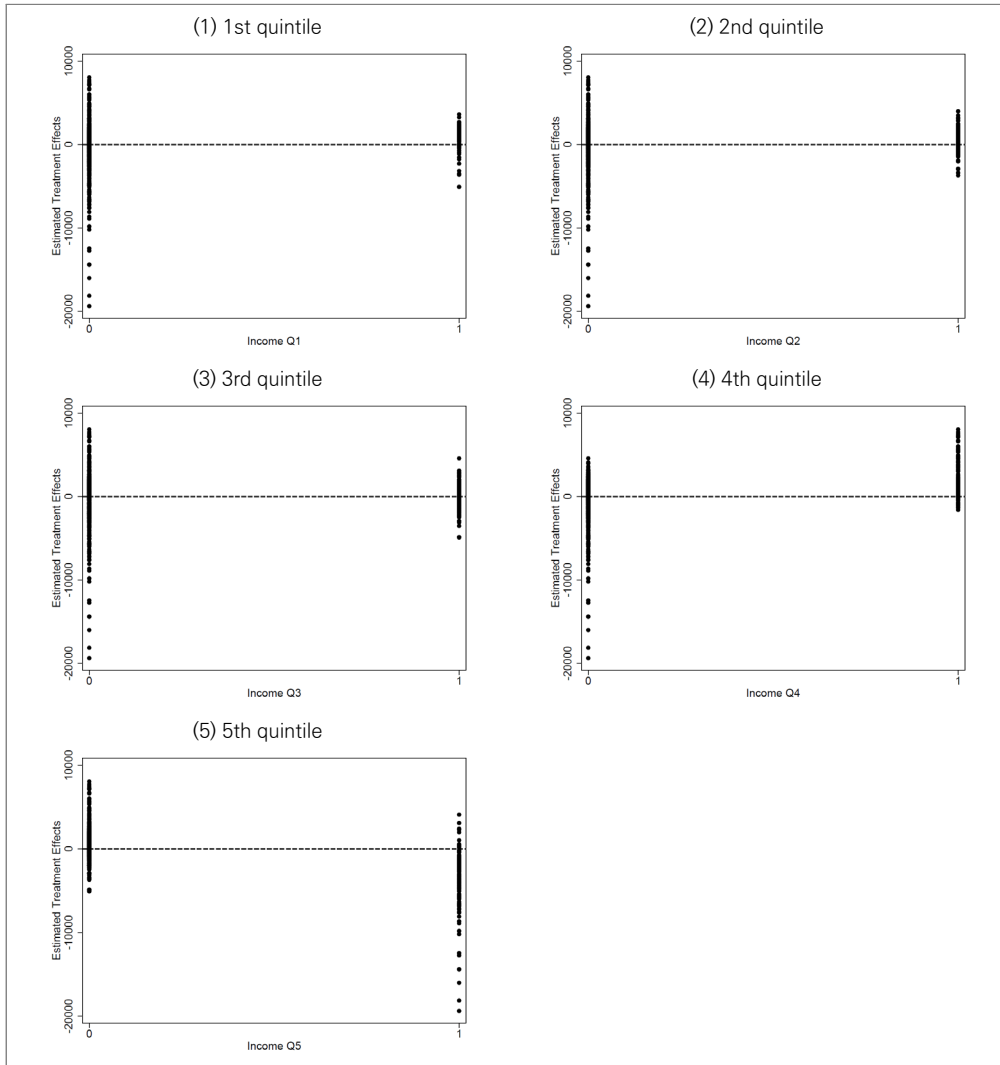 (1) 1st quintile
Estimated Treatment Effects
10000
0
-10000
-20000
0 1
Income Q1
(2) 2nd quintile
Estimated Treatment Effects
10000
0
-10000
-20000
0 1
Income Q2
(3) 3rd quintile
Estimated Treatment Effects
10000
0
-10000
-20000
0 1
Income Q3
(4) 4th quintile
Estimated Treatment Effects
10000
0
-10000
-20000
0 1
Income Q4
(5) 5th quintile
Estimated Treatment Effects
10000
0
-10000
-20000
0 1
Income Q5